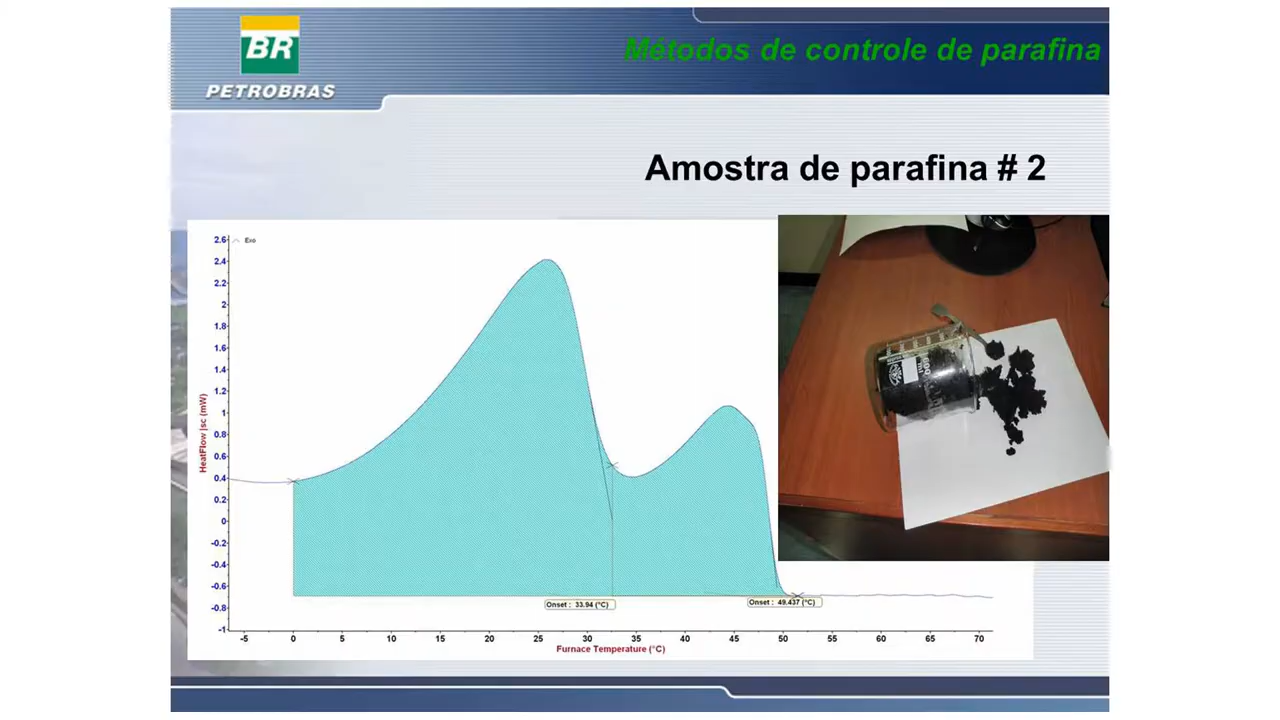 BR
PETROBRAS
Métodos de controle de parafina
Amostra de parafina # 2
Exo
2.6
2.4
2.2
2
1.8
1.6
1.4
1.2
1
0.8
0.6
0.4
0.2
0
-0.2
-0.4
-0.6
-0.8
-1
HeatFlow |sc (mW)
Onset : 33.94 (°C)
Onset : 49.437 (°C)
-5 0 5 10 15 20 25 30 35 40 45 50 55 60 65 70
Furnace Temperature (°C)
600